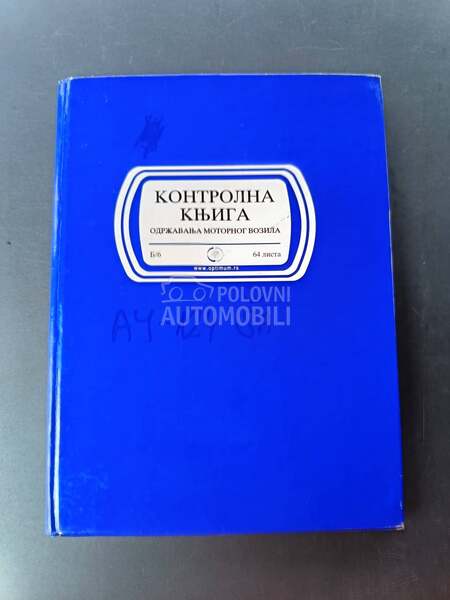 КОНТРОЛНА
КЊИГА
ОДРЖАВАЊА МОТОРНОГ ВОЗИЛА
Б/6 64 листа
www.optimum.rs
POLOVNI
AUTOMOBILI